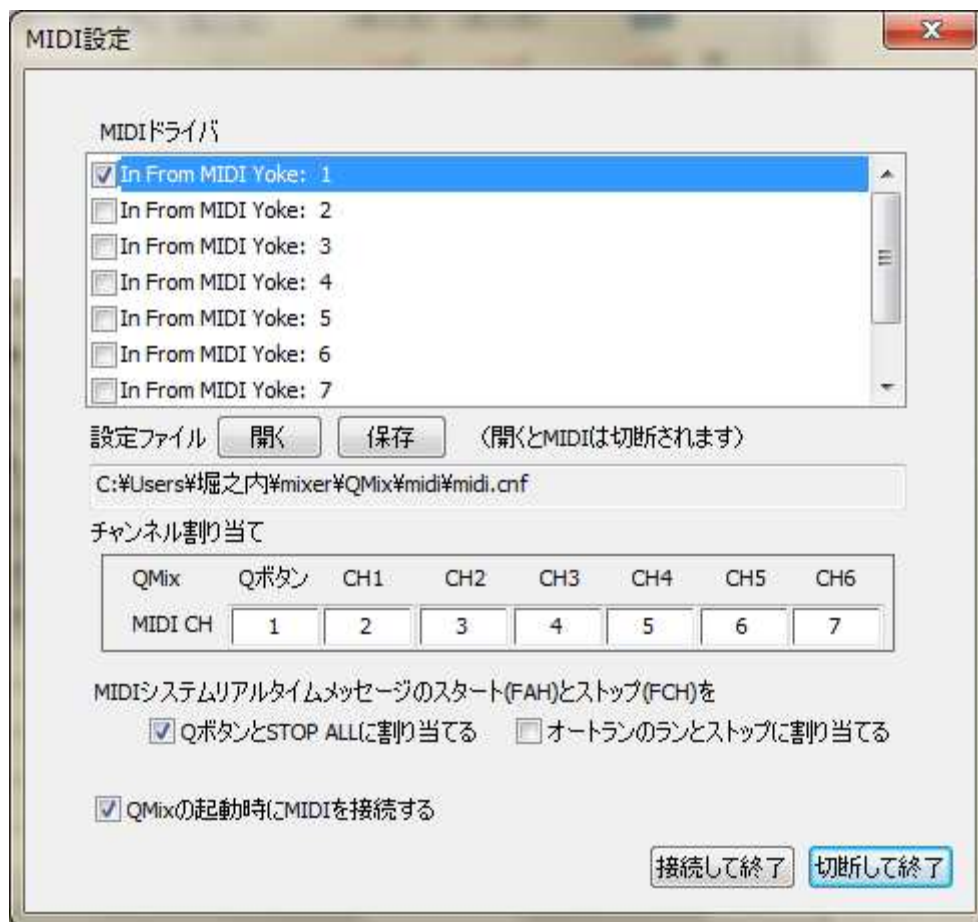 MIDI設定
MIDIドライバ
In From MIDI Yoke: 1
In From MIDI Yoke: 2
In From MIDI Yoke: 3
In From MIDI Yoke: 4
In From MIDI Yoke: 5
In From MIDI Yoke: 6
In From MIDI Yoke: 7
設定ファイル 開く 保存 (開くとMIDIは切断されます)
C:¥Users¥堀之内¥mixer¥QMix¥midi¥midi.cnf
チャンネル割り当て
QMix Qボタン CH1 CH2 CH3 CH4 CH5 CH6
MIDI CH 1 2 3 4 5 6 7
MIDIシステムリアルタイムメッセージのスタート(FAH)とストップ(FCH)を
QボタンとSTOP ALLに割り当てる オートランのランとストップに割り当てる
QMixの起動時にMIDIを接続する
接続して終了 切断して終了